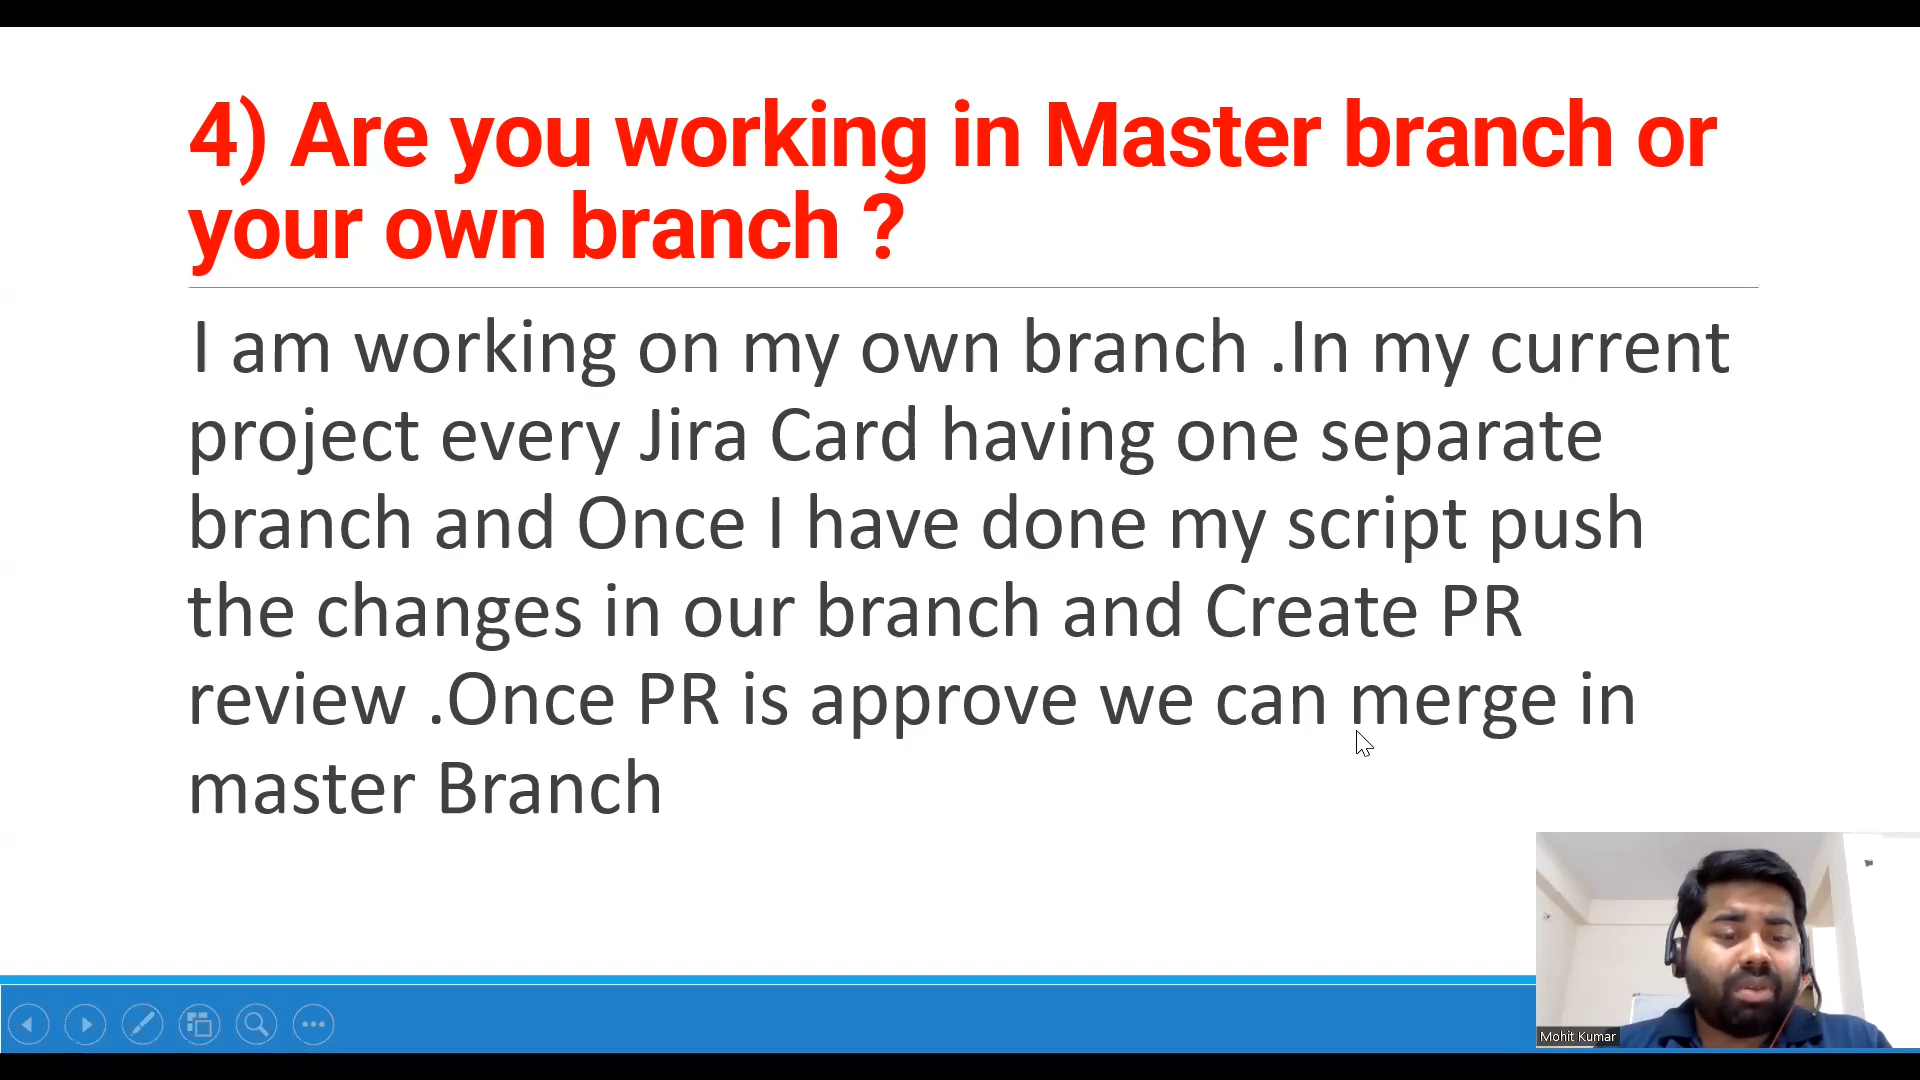 4) Are you working in Master branch or
your own branch ?
I am working on my own branch .In my current
project every Jira Card having one separate
branch and Once I have done my script push
the changes in our branch and Create PR
review .Once PR is approve we can merge in
master Branch
Mohit Kumar